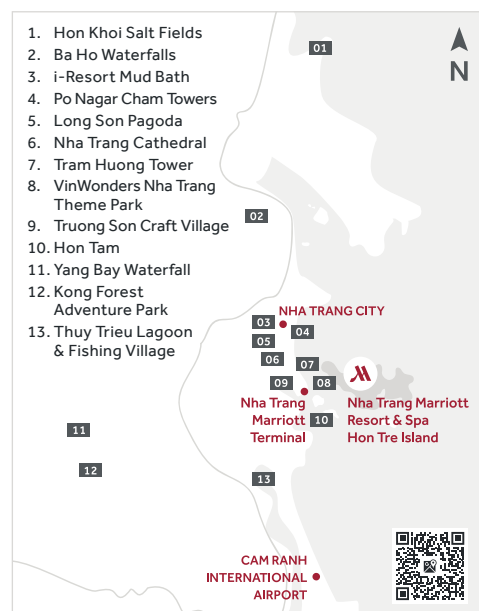 1. Hon Khoi Salt Fields
2. Ba Ho Waterfalls
3. i-Resort Mud Bath
4. Po Nagar Cham Towers
5. Long Son Pagoda
6. Nha Trang Cathedral
7. Tram Huong Tower
8. VinWonders Nha Trang
Theme Park
9. Truong Son Craft Village
10. Hon Tam
11. Yang Bay Waterfall
12. Kong Forest
Adventure Park
13. Thuy Trieu Lagoon
& Fishing Village
01
N
02
NHA TRANG CITY
03
04
05
06
07
09
08
Nha Trang
Marriott
Terminal
10
Nha Trang Marriott
Resort & Spa
Hon Tre Island
11
12
13
CAM RANH
INTERNATIONAL
AIRPORT